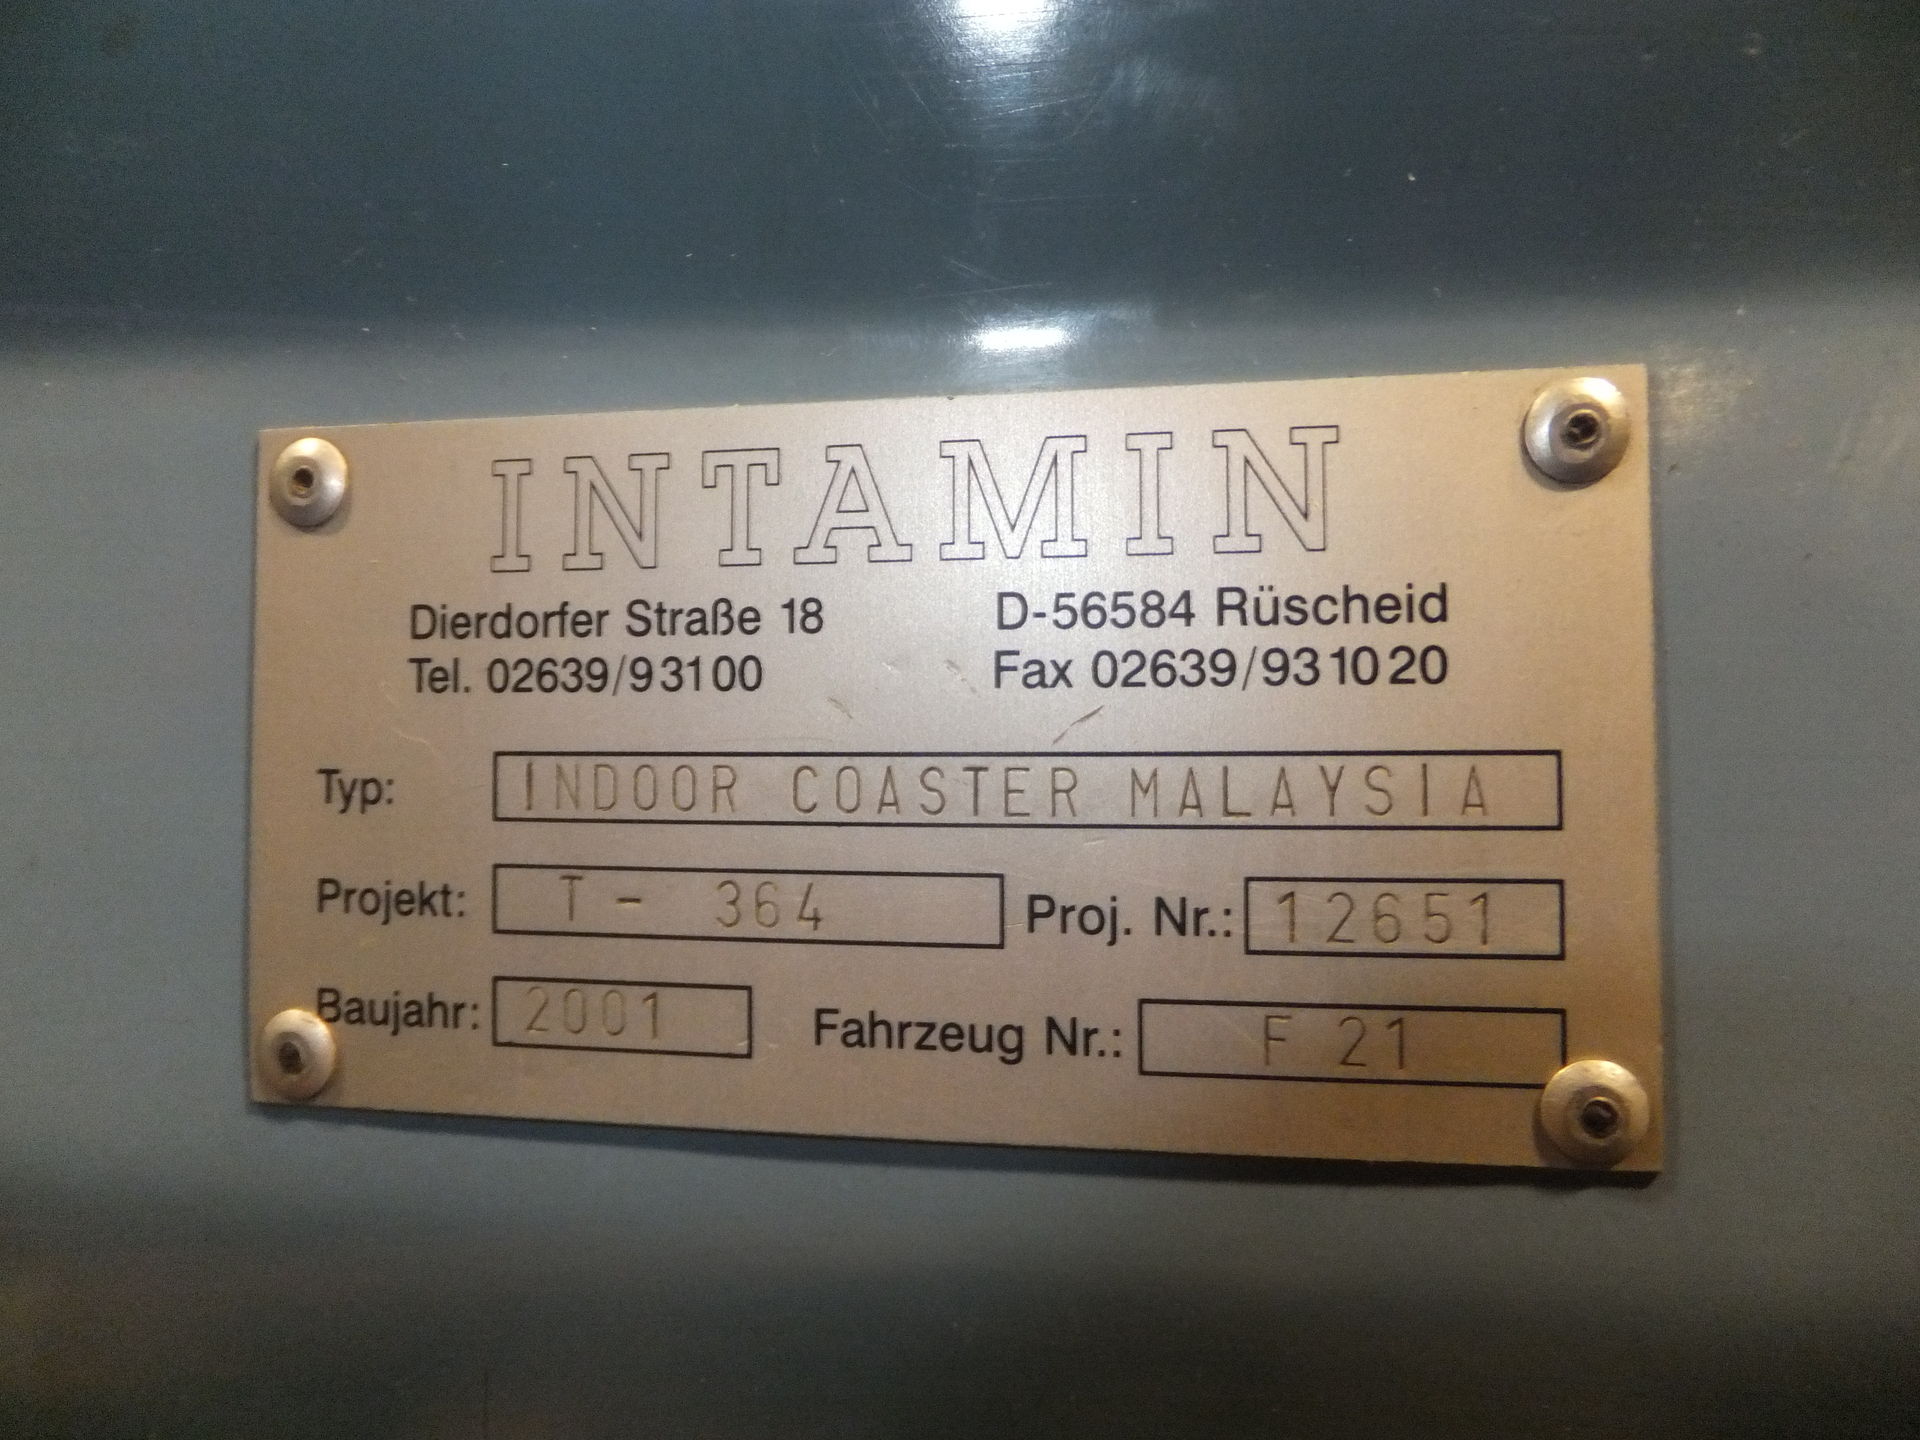 INTAMIN
Dierdorfer Straße 18 D-56584 Rüscheid
Tel. 02639/93100 Fax 02639/931020
Typ: INDOOR COASTER MALAYSIA
Projekt: T - 364 Proj. Nr.: 12651
Baujahr: 2001 Fahrzeug Nr.: F 21